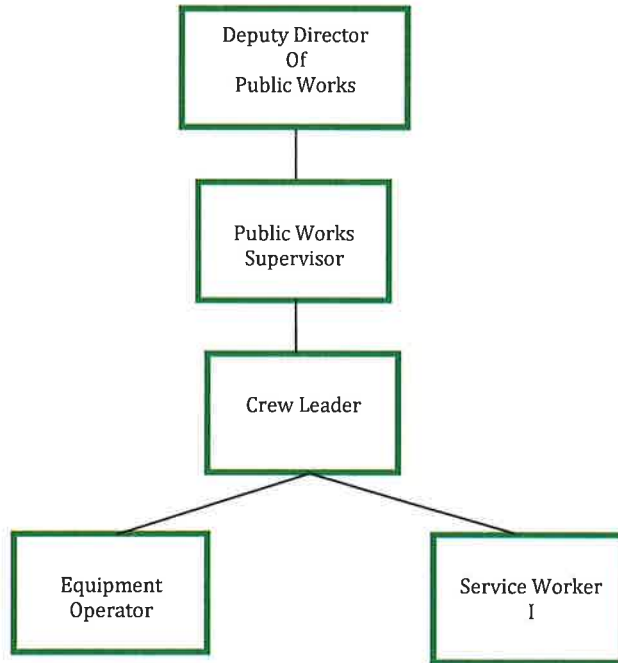 Deputy Director
Of
Public Works
Public Works
Supervisor
Crew Leader
Equipment
Operator
Service Worker
I